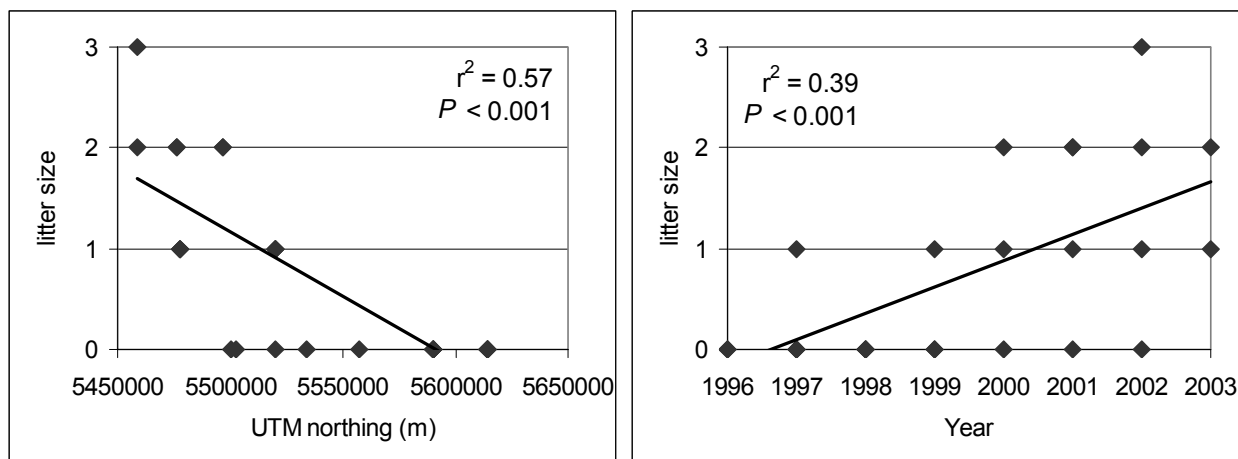 3
2
1
0
litter size
r² = 0.57
P < 0.001
5450000 5500000 5550000 5600000 5650000
UTM northing (m)
3
2
1
0
litter size
r² = 0.39
P < 0.001
1996 1997 1998 1999 2000 2001 2002 2003
Year